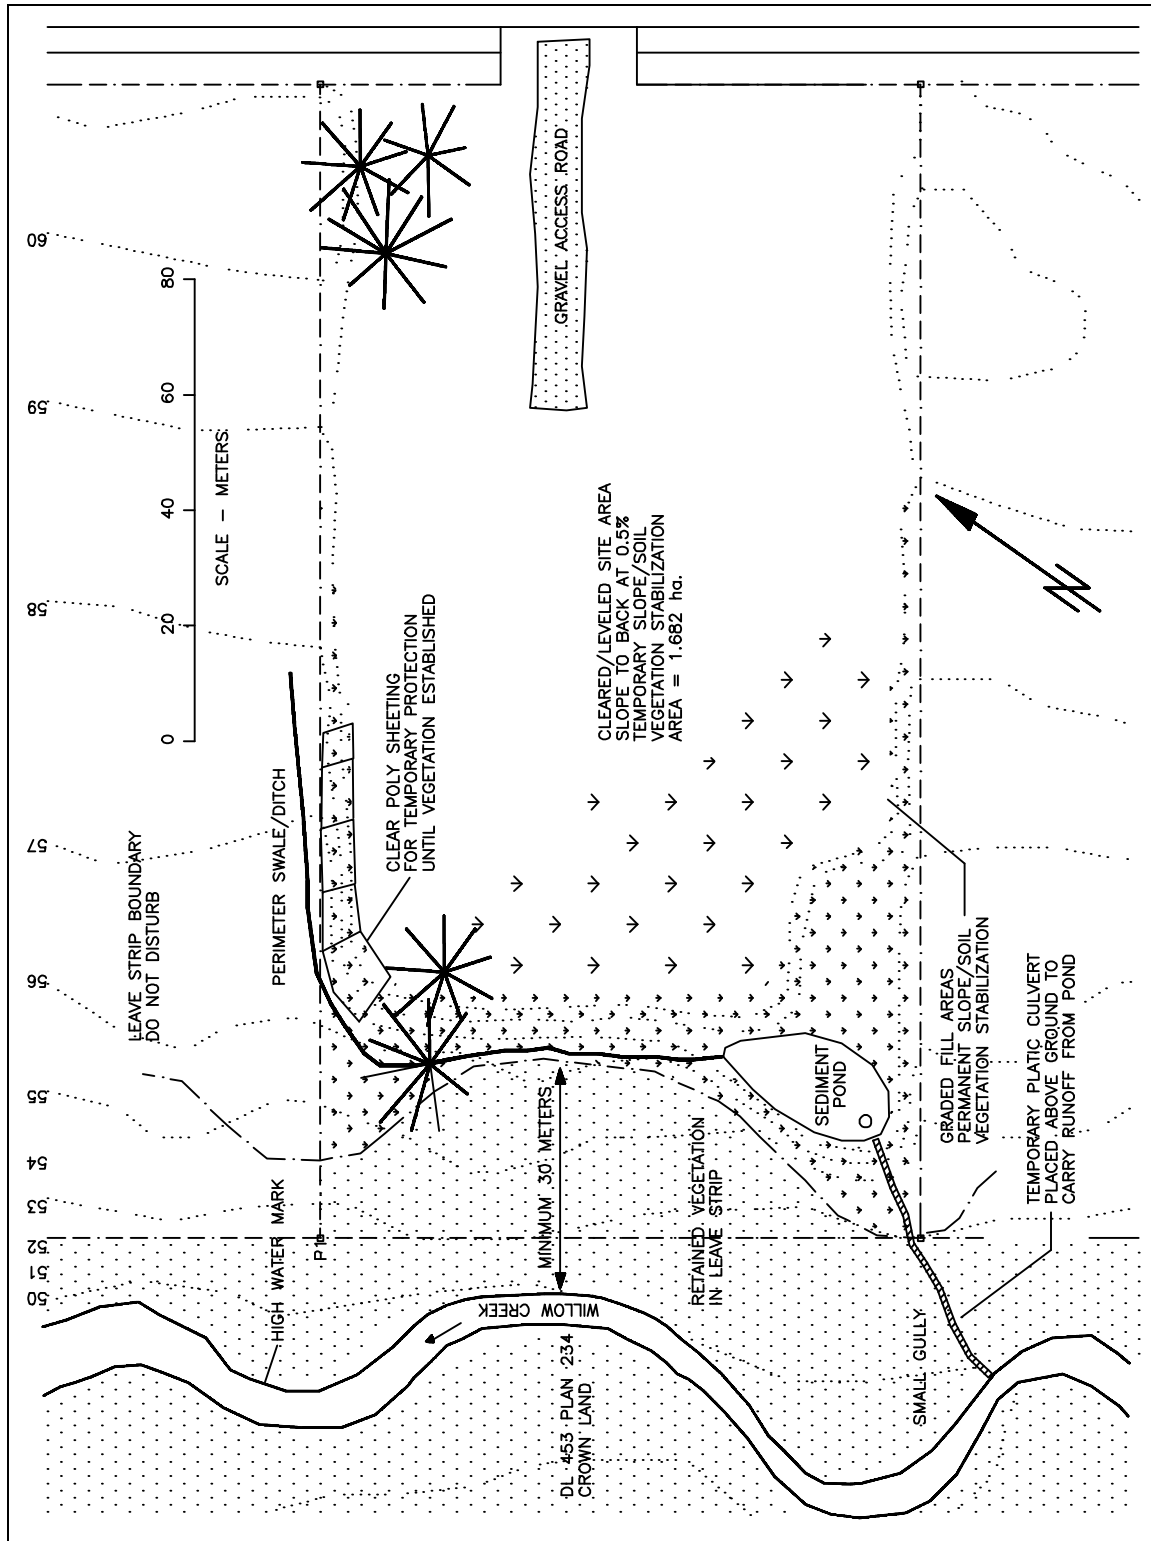 60
59
58
57
56
55
54
53
52
51
50
80
60
40
20
0
SCALE – METERS
GRAVEL ACCESS ROAD
LEAVE STRIP BOUNDARY
DO NOT DISTURB
PERIMETER SWALE/DITCH
CLEAR POLY SHEETING
FOR TEMPORARY PROTECTION
UNTIL VEGETATION ESTABLISHED
CLEARED/LEVELED SITE AREA
SLOPE TO BACK AT 0.5%
TEMPORARY SLOPE/SOIL
VEGETATION STABILIZATION
AREA = 1.682 ha.
HIGH WATER MARK
P1
MINIMUM 30 METERS
WILLOW CREEK
DL 453 PLAN 234
CROWN LAND
RETAINED VEGETATION
IN LEAVE STRIP
SEDIMENT
POND
GRADED FILL AREAS
PERMANENT SLOPE/SOIL
VEGETATION STABILIZATION
SMALL GULLY
TEMPORARY PLATIC CULVERT
PLACED ABOVE GROUND TO
CARRY RUNOFF FROM POND